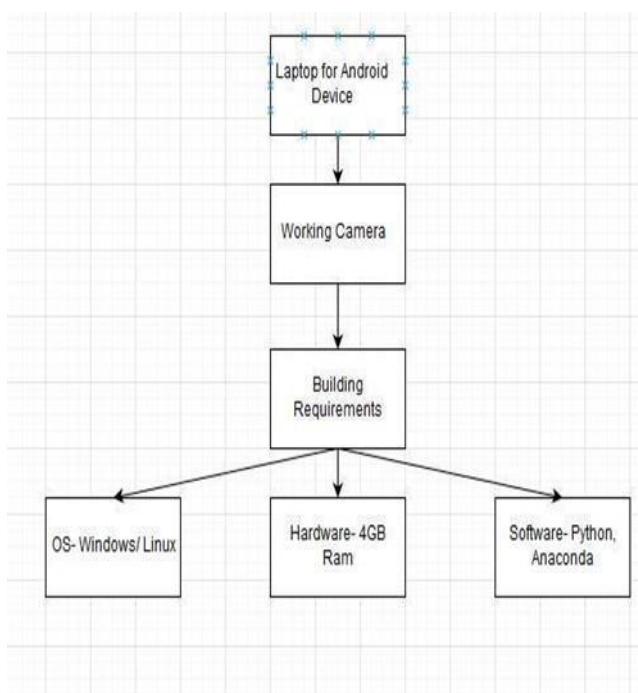 Laptop for Android
Device
Working Camera
Building
Requirements
OS- Windows/ Linux
Hardware- 4GB
Ram
Software- Python,
Anaconda